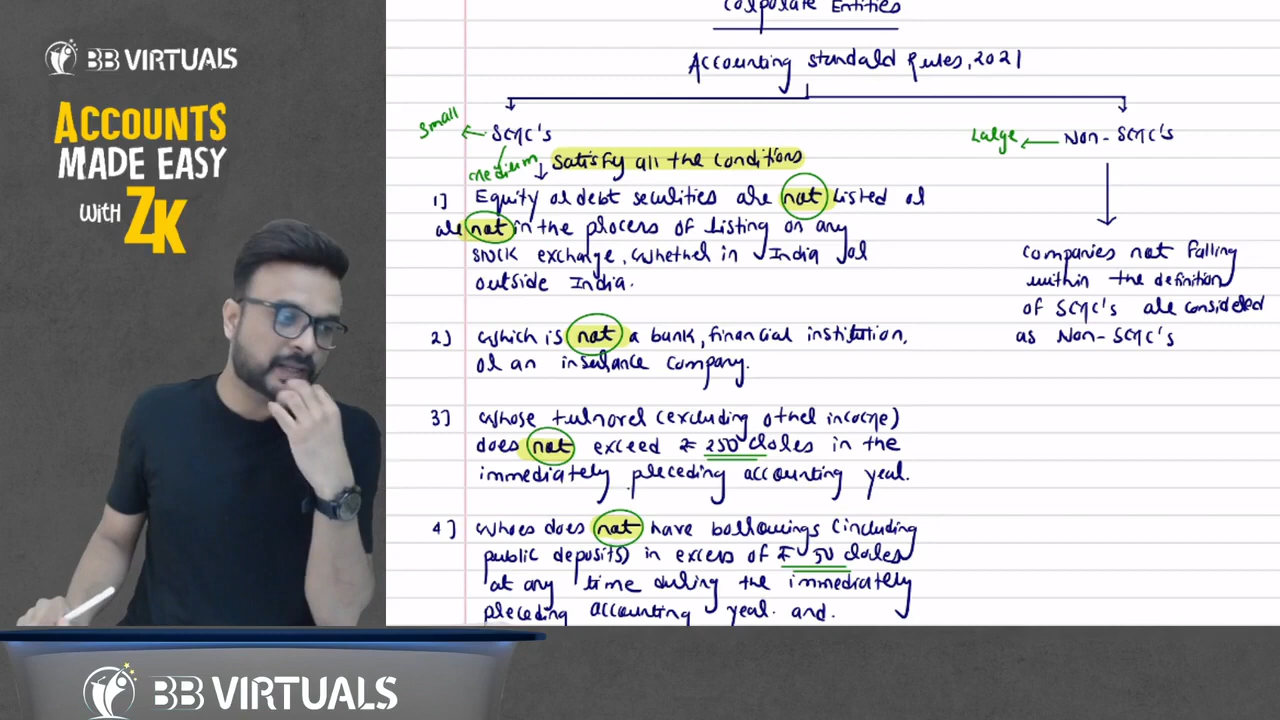 BB VIRTUALS
ACCOUNTS
MADE EASY
with ZK
Corporate Entities
Accounting Standard Rules, 2021
Small
SMC's
medium
Satisfy all the conditions
Large
Non-SMC's
1] Equity or debt securities are not listed or
are not in the process of listing on any
stock exchange, whether in India or
outside India.
2] Which is not a bank, financial institution,
or an insurance company.
3] Whose turnover (excluding other income)
does not exceed ₹ 250 crores in the
immediately preceding accounting year.
4] Whoes does not have borrowings (including
public deposits) in excess of ₹ 50 crores
at any time during the immediately
preceding accounting year. and.
Companies not falling
within the definition
of SMC's are considered
as Non-SMC's
BB VIRTUALS